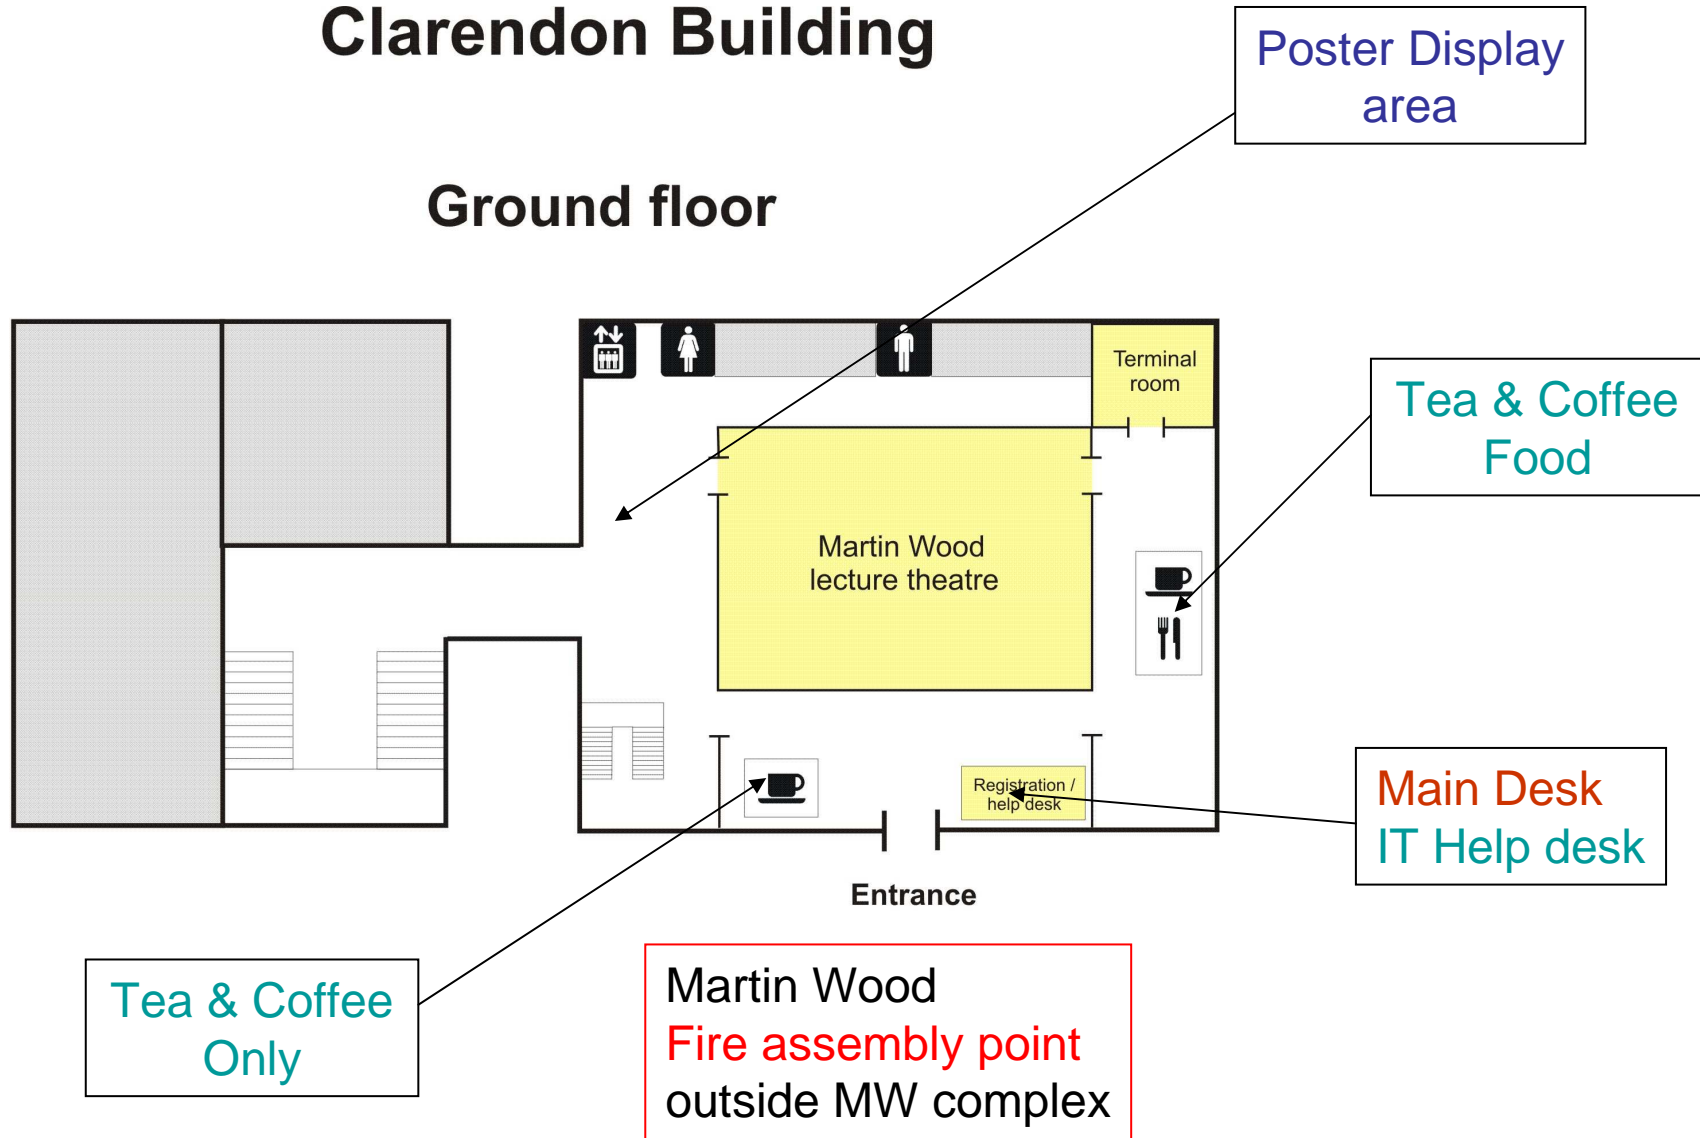 Clarendon Building
Poster Display
area
Ground floor
Terminal
room
Tea & Coffee
Food
Martin Wood
lecture theatre
Registration /
help desk
Main Desk
IT Help desk
Entrance
Tea & Coffee
Only
Martin Wood
Fire assembly point
outside MW complex